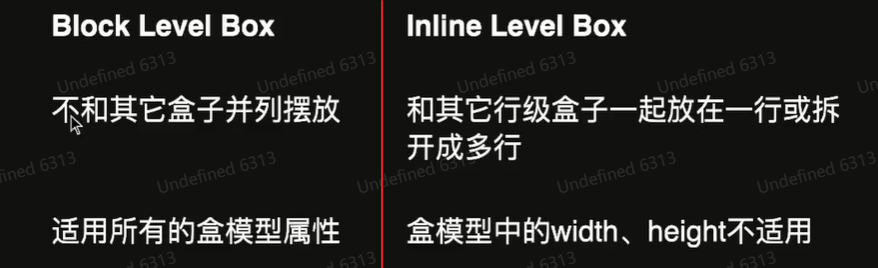 Block Level Box
Inline Level Box
不和其它盒子并列摆放
和其它行级盒子一起放在一行或拆
开成多行
适用所有的盒模型属性
盒模型中的width、height不适用
Undefined 6313
Undefined 6313
Undefined 6313
Undefined 6313
Undefined 6313
Undefined 6313
Undefined 6313
Undefined 6313